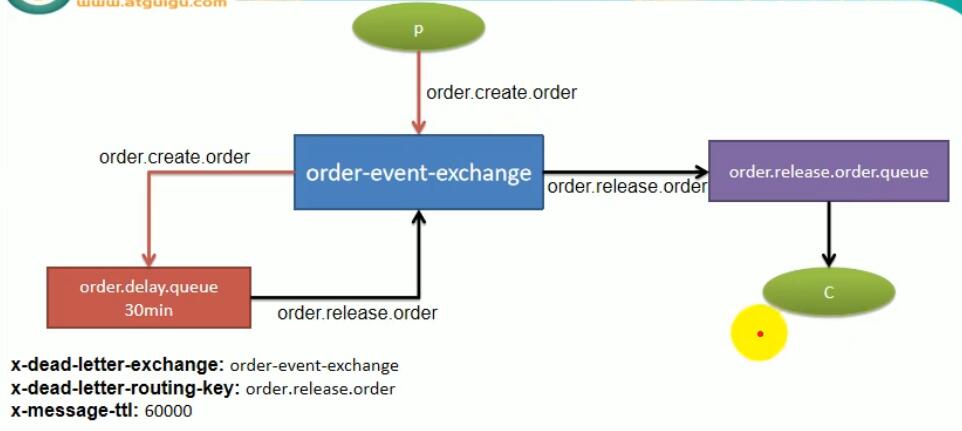 www.atguigu.com
p
order.create.order
order.create.order
order-event-exchange
order.release.order
order.release.order.queue
order.delay.queue
30min
order.release.order
C
x-dead-letter-exchange: order-event-exchange
x-dead-letter-routing-key: order.release.order
x-message-ttl: 60000